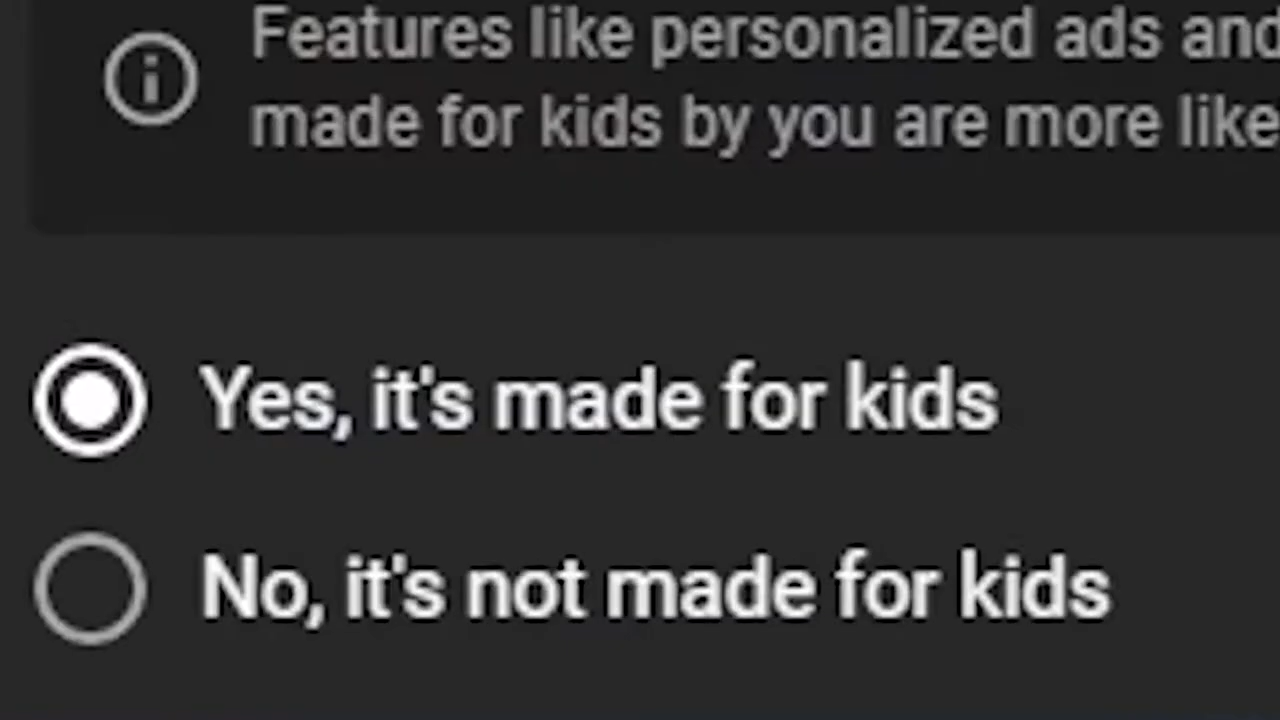 Features like personalized ads and
made for kids by you are more like
Yes, it's made for kids
No, it's not made for kids